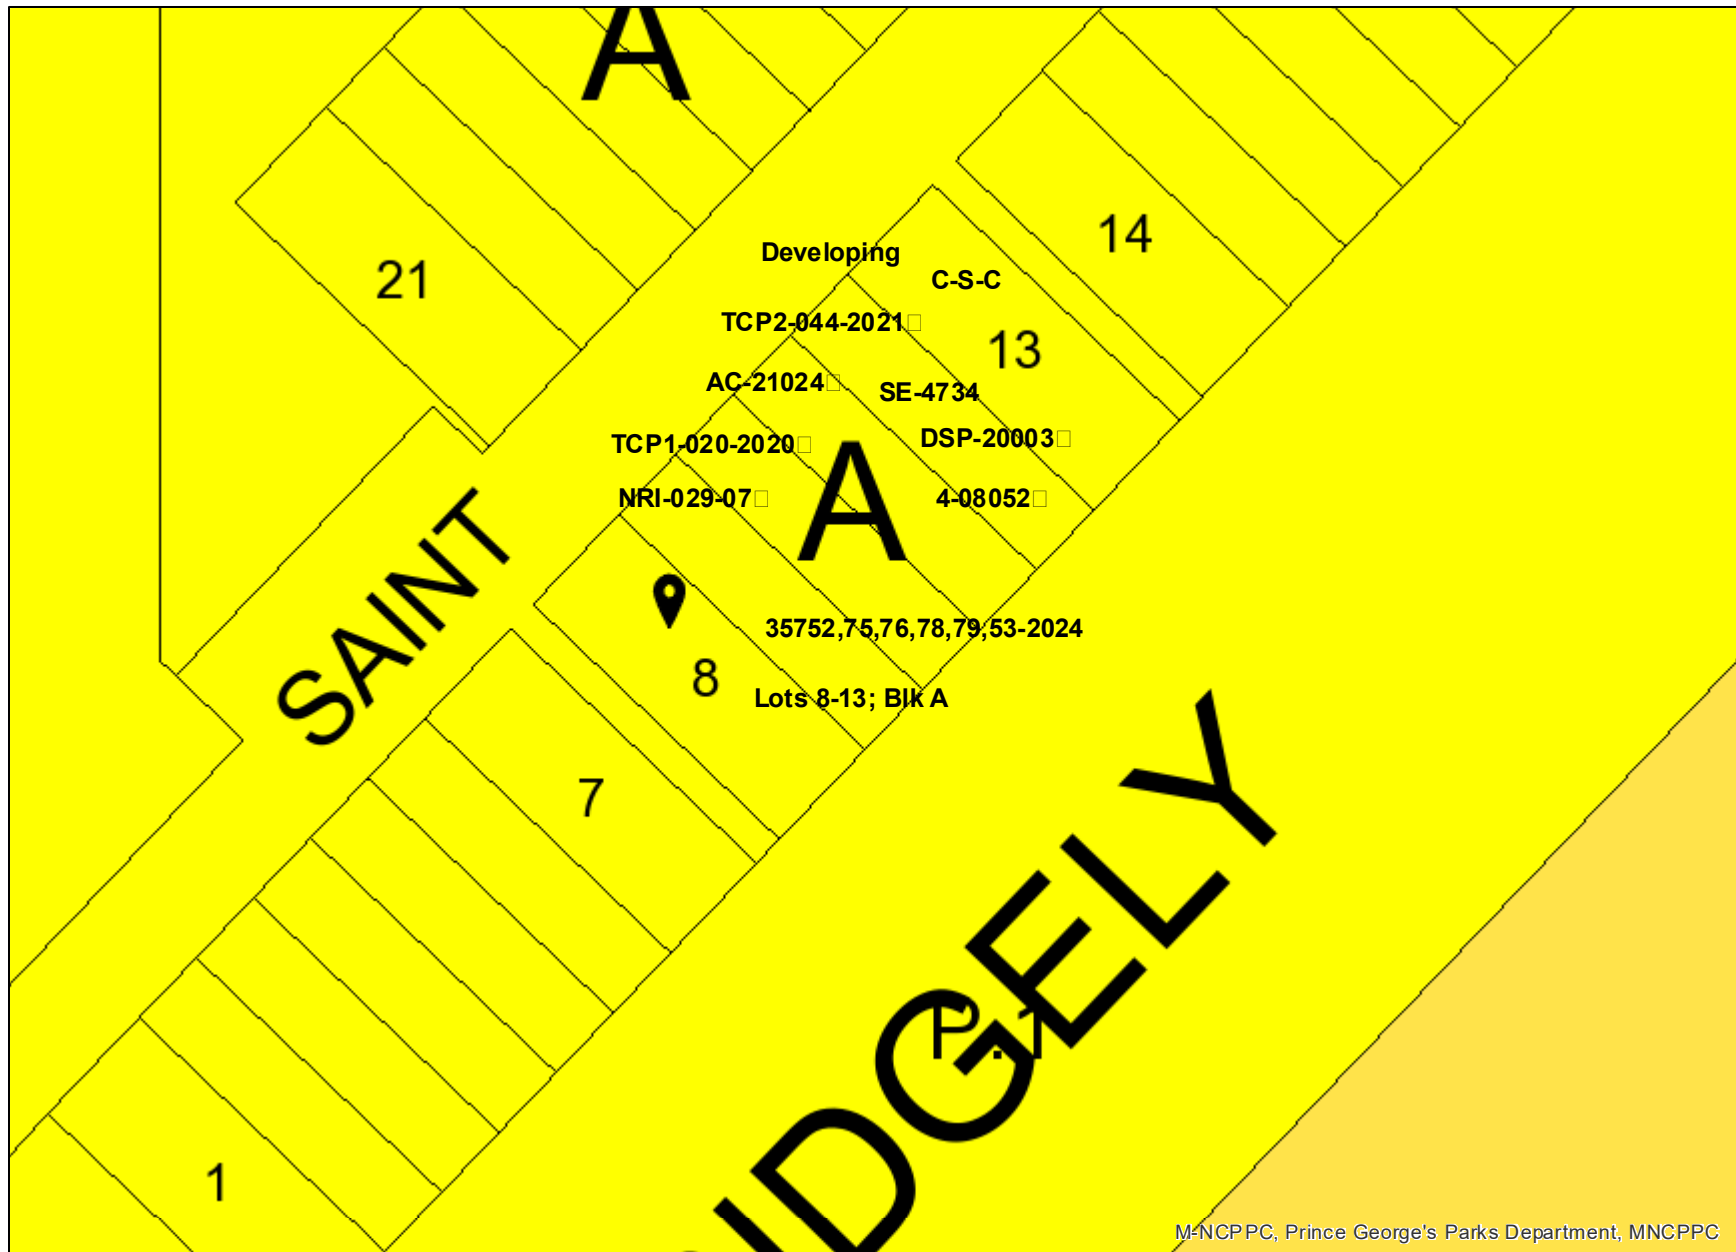 A
14
21
Developing
C-S-C
TCP2-044-2021
13
AC-21024
SE-4734
TCP1-020-2020
DSP-20003
A
NRI-029-07
4-08052
SAINT
35752,75,76,78,79,53-2024
8
Lots 8-13; Blk A
7
P.1
DGELY
1
M-NCPPC, Prince George's Parks Department, MNCPPC